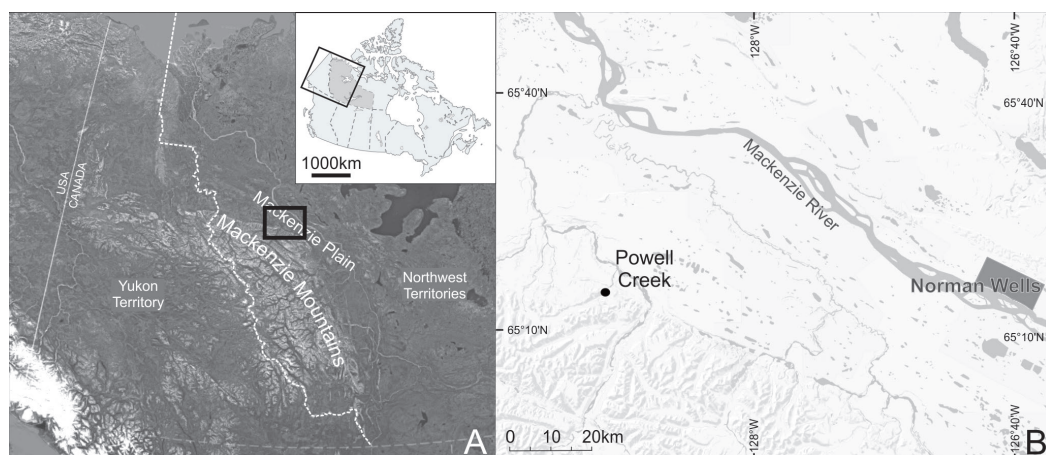 USA
CANADA
1000km
Mackenzie Plain
Mackenzie Mountains
Yukon
Territory
Northwest
Territories
A
128°W
126°40'W
65°40'N
65°40'N
Mackenzie River
Powell
Creek
Norman Wells
65°10'N
65°10'N
0 10 20km
128°W
126°40'W
B